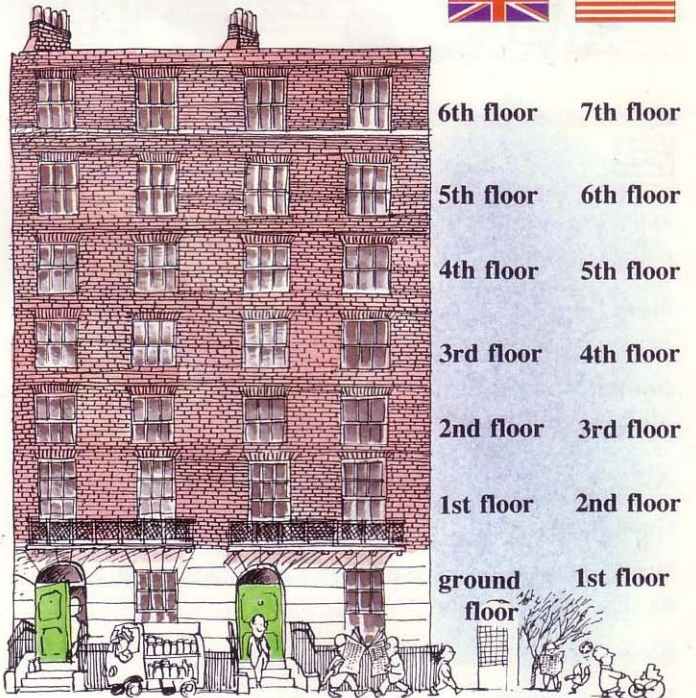 6th floor 7th floor
5th floor 6th floor
4th floor 5th floor
3rd floor 4th floor
2nd floor 3rd floor
1st floor 2nd floor
ground 1st floor
floor